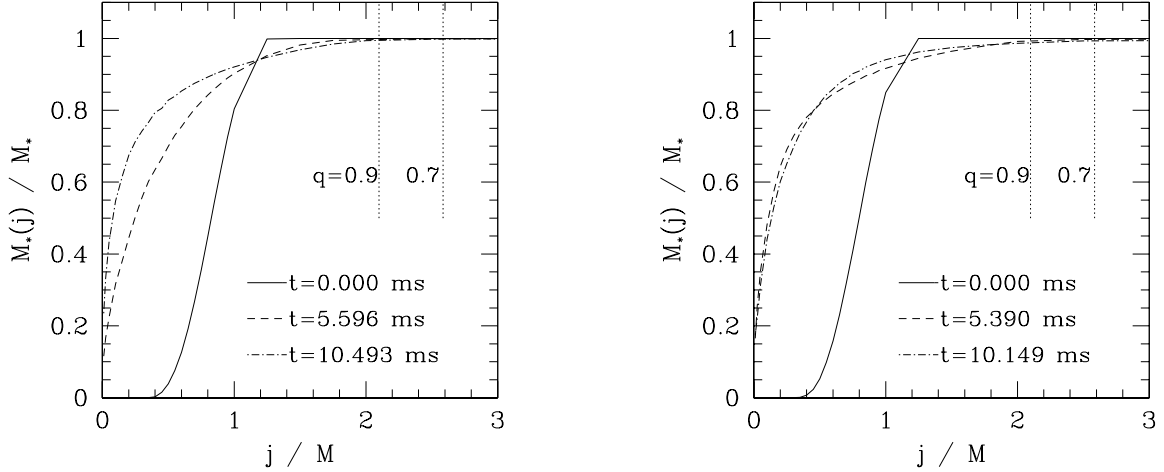 1
0.8
0.6
0.4
0.2
0
M*(j) / M*
q=0.9 0.7
t=0.000 ms
t=5.596 ms
t=10.493 ms
0 1 2 3
j / M
1
0.8
0.6
0.4
0.2
0
M*(j) / M*
q=0.9 0.7
t=0.000 ms
t=5.390 ms
t=10.149 ms
0 1 2 3
j / M